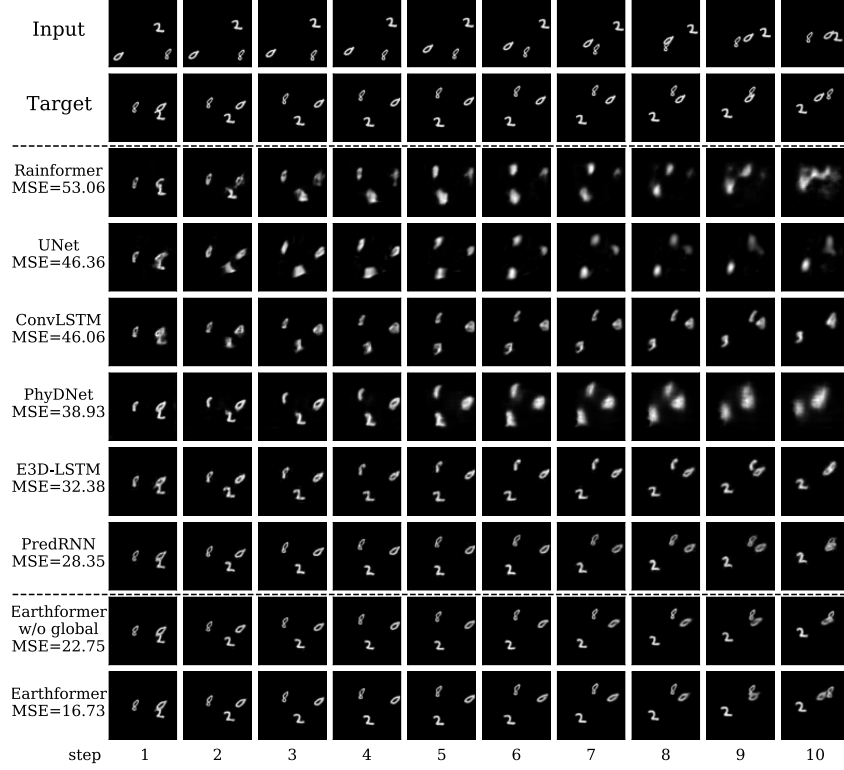 Input
Target
Rainformer
MSE=53.06
UNet
MSE=46.36
ConvLSTM
MSE=46.06
PhyDNet
MSE=38.93
E3D-LSTM
MSE=32.38
PredRNN
MSE=28.35
Earthformer
w/o global
MSE=22.75
Earthformer
MSE=16.73
step 1 2 3 4 5 6 7 8 9 10